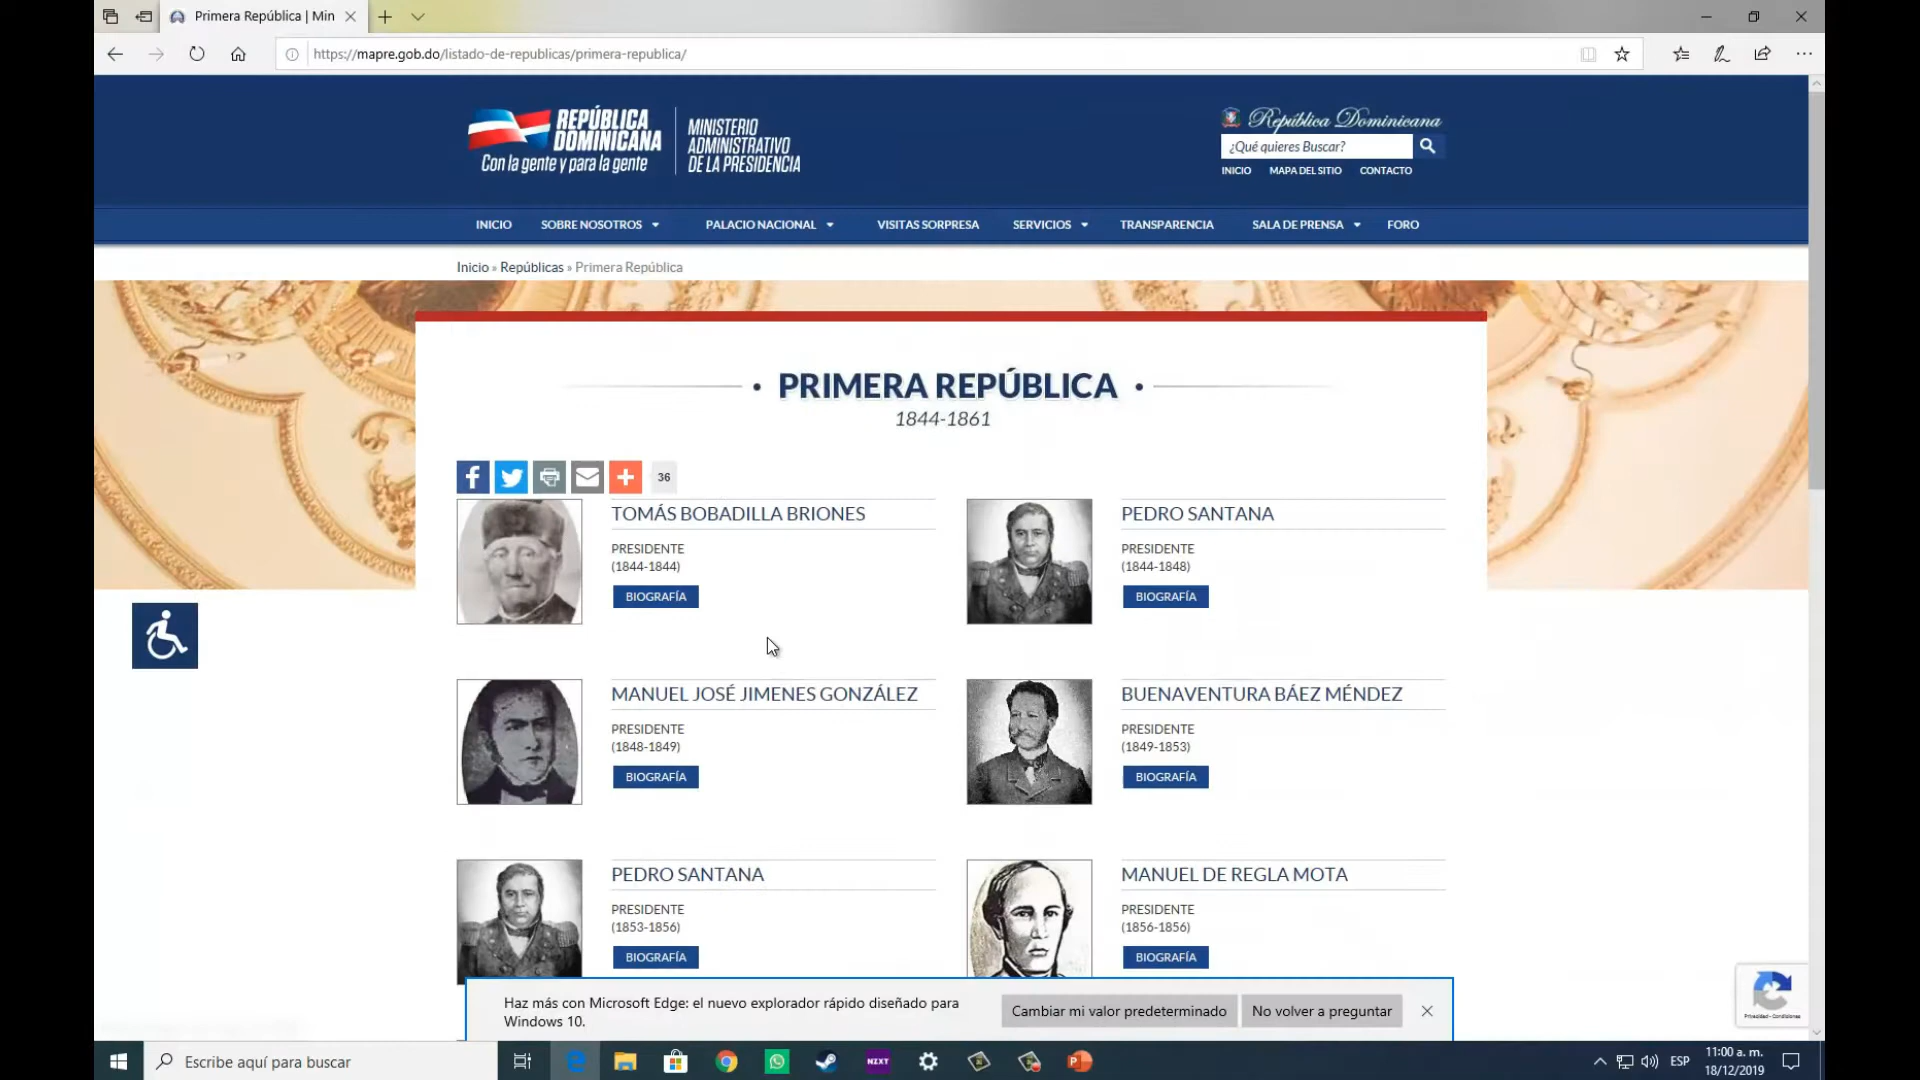 Primera República | Min
https://mapre.gob.do/listado-de-republicas/primera-republica/
REPÚBLICA
DOMINICANA
Con la gente y para la gente
MINISTERIO
ADMINISTRATIVO
DE LA PRESIDENCIA
República Dominicana
¿Qué quieres Buscar?
INICIO MAPA DEL SITIO CONTACTO
INICIO SOBRE NOSOTROS PALACIO NACIONAL VISITAS SORPRESA SERVICIOS TRANSPARENCIA SALA DE PRENSA FORO
Inicio » Repúblicas » Primera República
• PRIMERA REPÚBLICA •
1844-1861
36
TOMÁS BOBADILLA BRIONES
PRESIDENTE
(1844-1844)
BIOGRAFÍA
PEDRO SANTANA
PRESIDENTE
(1844-1848)
BIOGRAFÍA
MANUEL JOSÉ JIMENES GONZÁLEZ
PRESIDENTE
(1848-1849)
BIOGRAFÍA
BUENAVENTURA BÁEZ MÉNDEZ
PRESIDENTE
(1849-1853)
BIOGRAFÍA
PEDRO SANTANA
PRESIDENTE
(1853-1856)
BIOGRAFÍA
MANUEL DE REGLA MOTA
PRESIDENTE
(1856-1856)
BIOGRAFÍA
Haz más con Microsoft Edge: el nuevo explorador rápido diseñado para
Windows 10.
Cambiar mi valor predeterminado
No volver a preguntar
Privacidad - Condiciones
Escribe aquí para buscar
NZXT
ESP
11:00 a. m.
18/12/2019